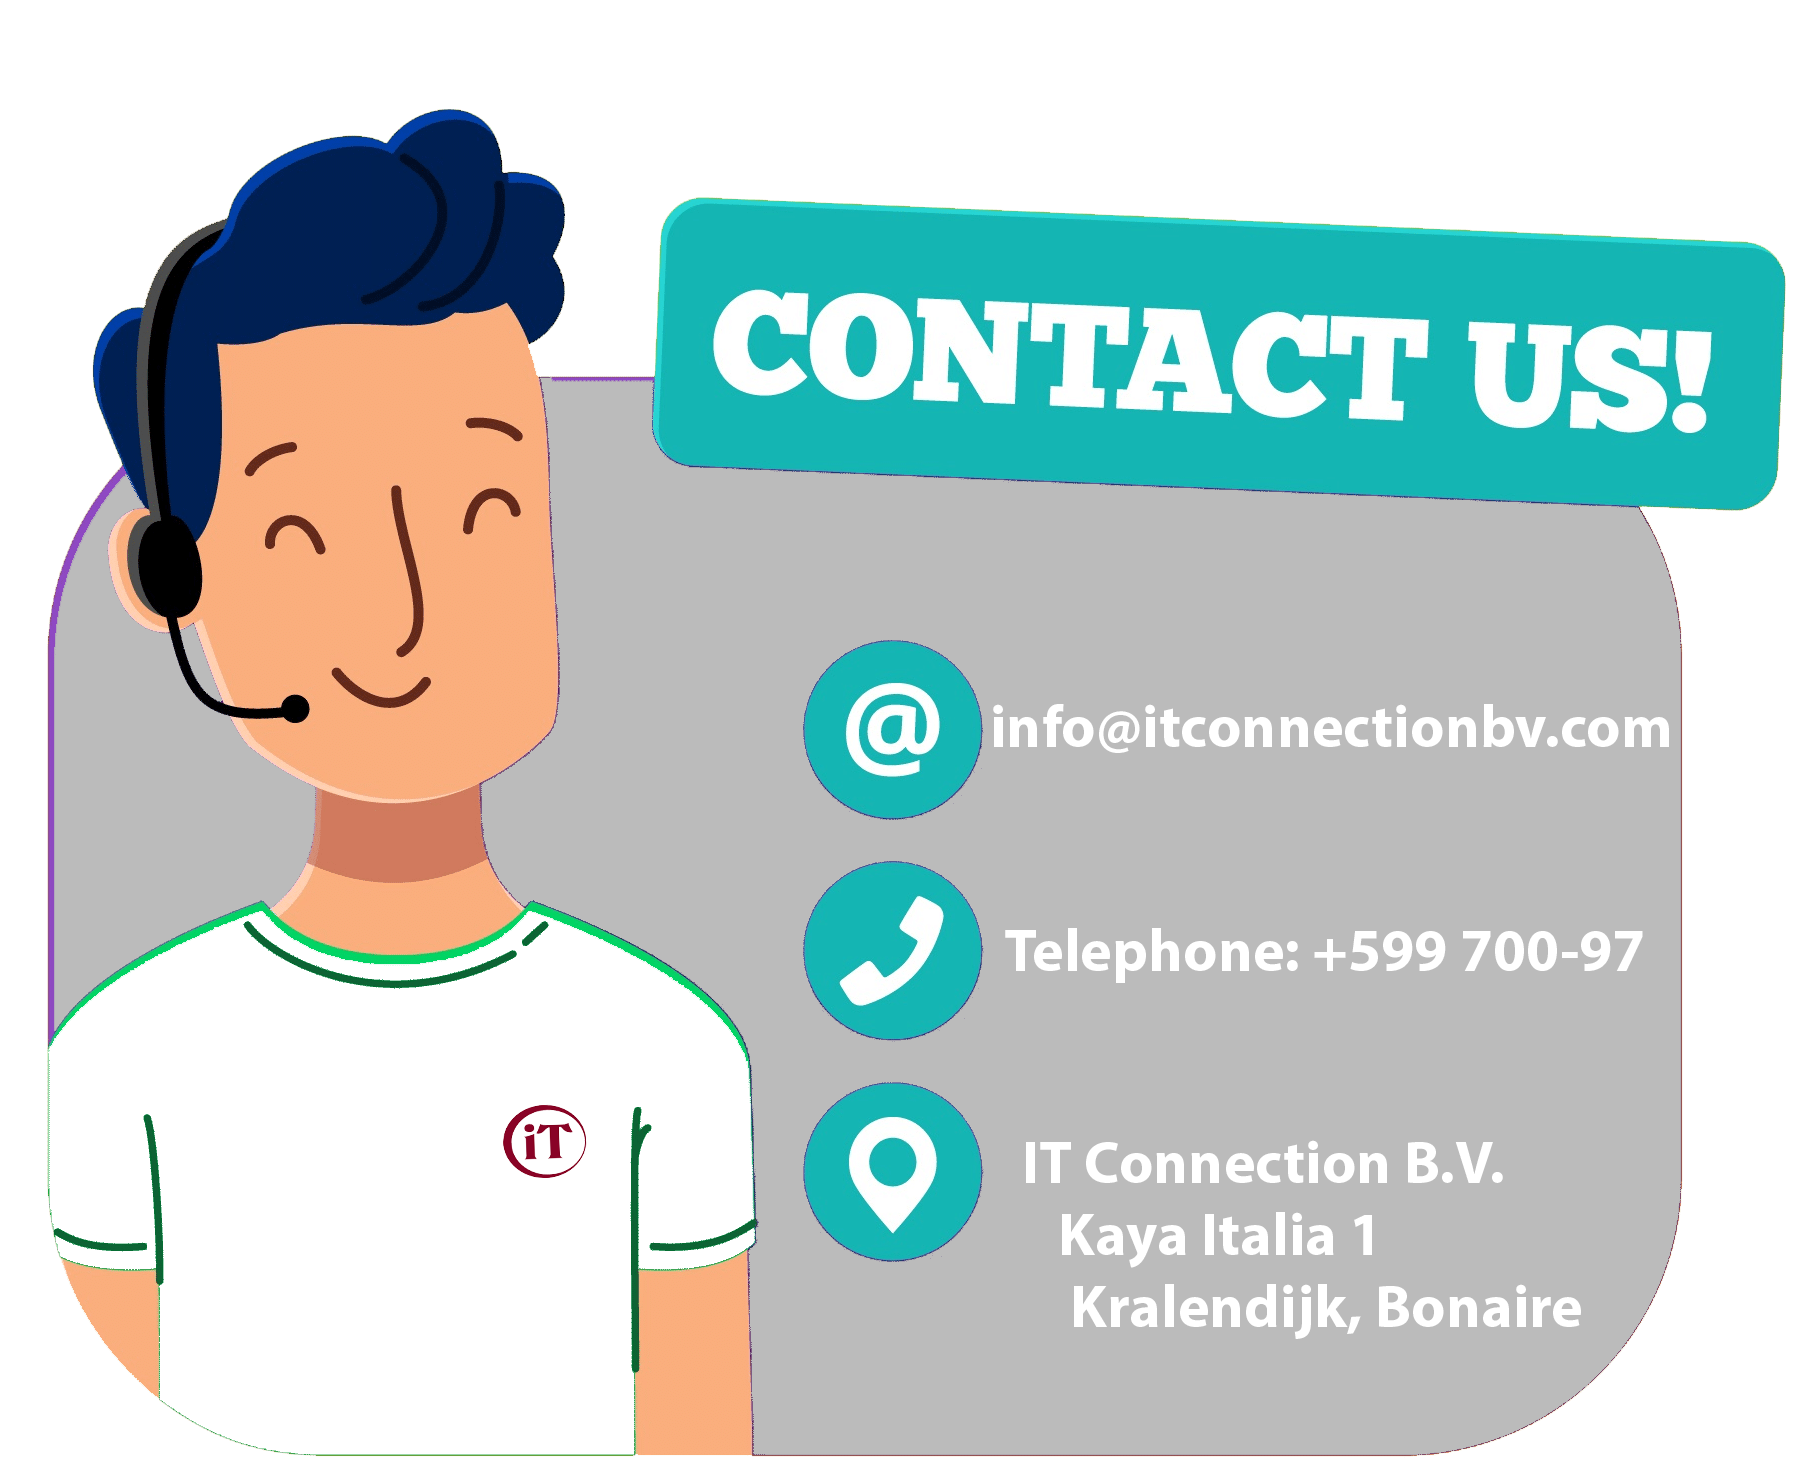 CONTACT US!
@
info@itconnectionbv.com
Telephone: +599 700-97
iT
IT Connection B.V.
Kaya Italia 1
Kralendijk, Bonaire